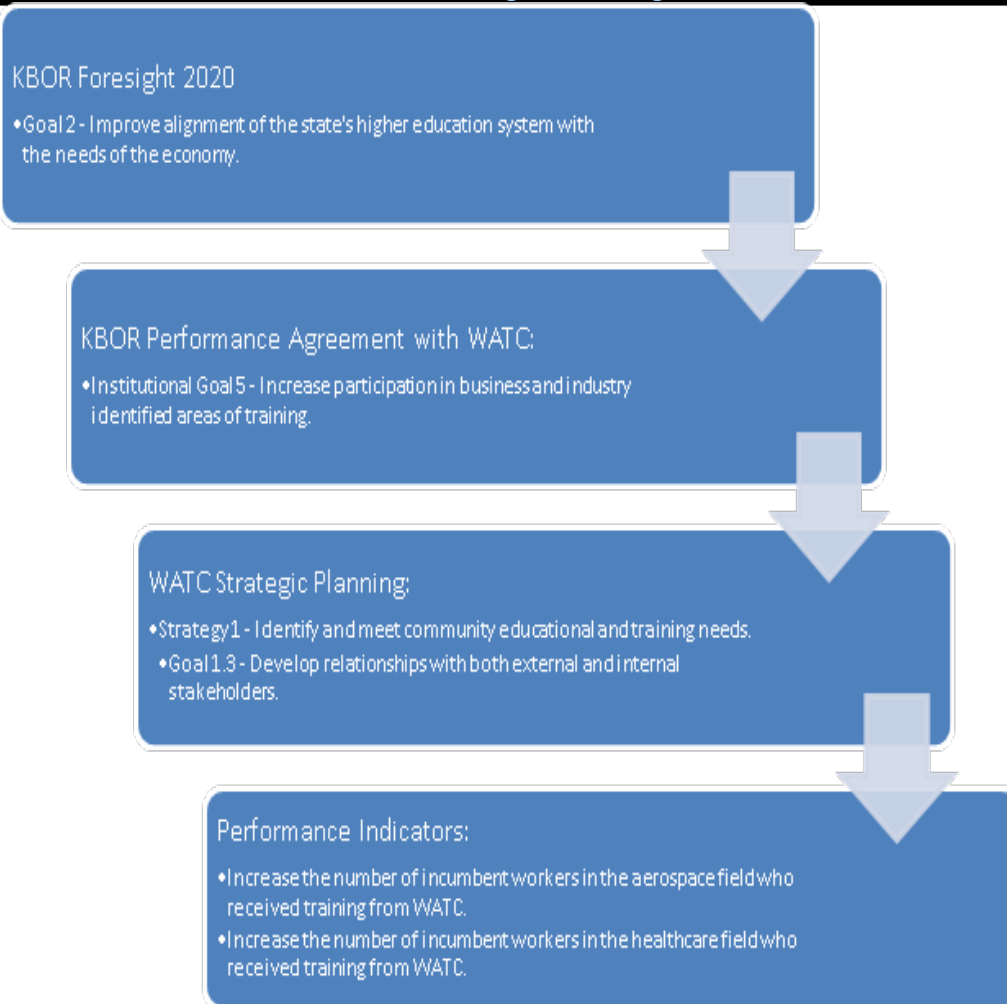 KBOR Foresight 2020
•Goal 2 - Improve alignment of the state's higher education system with
the needs of the economy.
KBOR Performance Agreement with WATC:
•Institutional Goal 5 - Increase participation in business and industry
identified areas of training.
WATC Strategic Planning:
•Strategy 1 - Identify and meet community educational and training needs.
•Goal 1.3 - Develop relationships with both external and internal
stakeholders.
Performance Indicators:
•Increase the number of incumbent workers in the aerospace field who
received training from WATC.
•Increase the number of incumbent workers in the healthcare field who
received training from WATC.